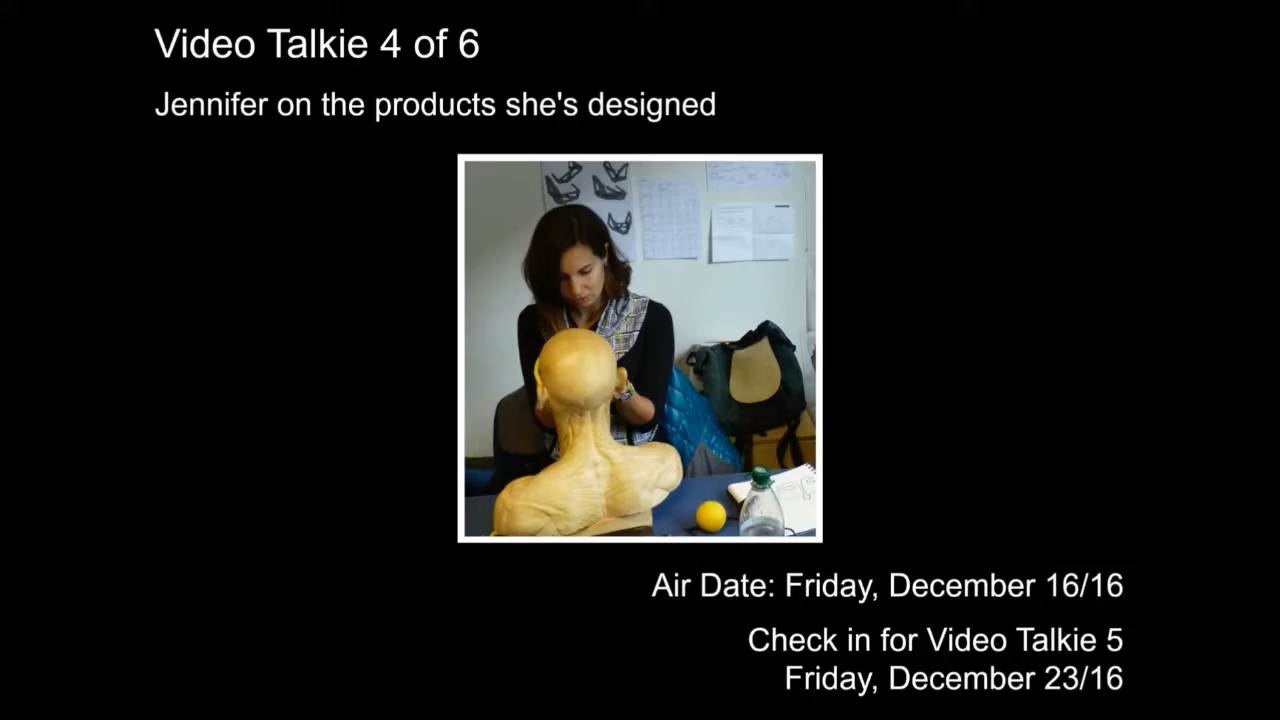 Video Talkie 4 of 6
Jennifer on the products she's designed
Air Date: Friday, December 16/16
Check in for Video Talkie 5
Friday, December 23/16